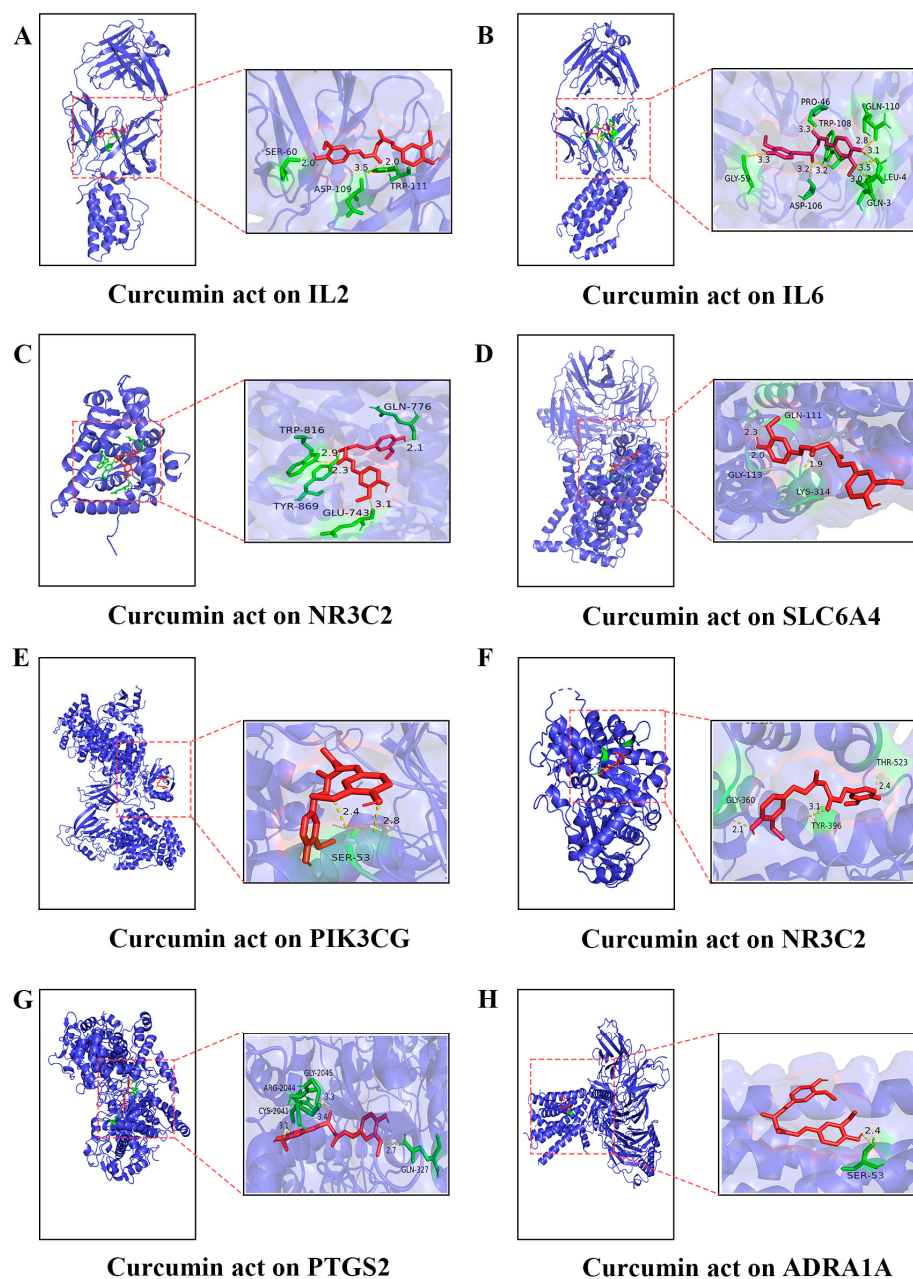 A
SER-60
2.0
3.5
2.0
ASP-109
TRP-111
Curcumin act on IL2
B
PRO-46
GLN-110
TRP-108
3.3
2.8
3.1
3.3
GLY-59
3.2
3.2
3.5
LEU-4
3.0
ASP-106
GLN-3
Curcumin act on IL6
C
GLN-776
TRP-816
2.9
2.1
2.3
TYR-869
3.1
GLU-743
Curcumin act on NR3C2
D
GLN-111
2.3
2.0
1.9
GLY-113
LYS-314
Curcumin act on SLC6A4
E
2.4
2.8
SER-53
Curcumin act on PIK3CG
F
THR-523
2.4
GLY-360
3.1
2.1
TYR-396
Curcumin act on NR3C2
G
GLY-2045
ARG-2044
3.3
CYS-2041
3.4
3.1
2.7
GLN-327
Curcumin act on PTGS2
H
2.4
SER-53
Curcumin act on ADRA1A